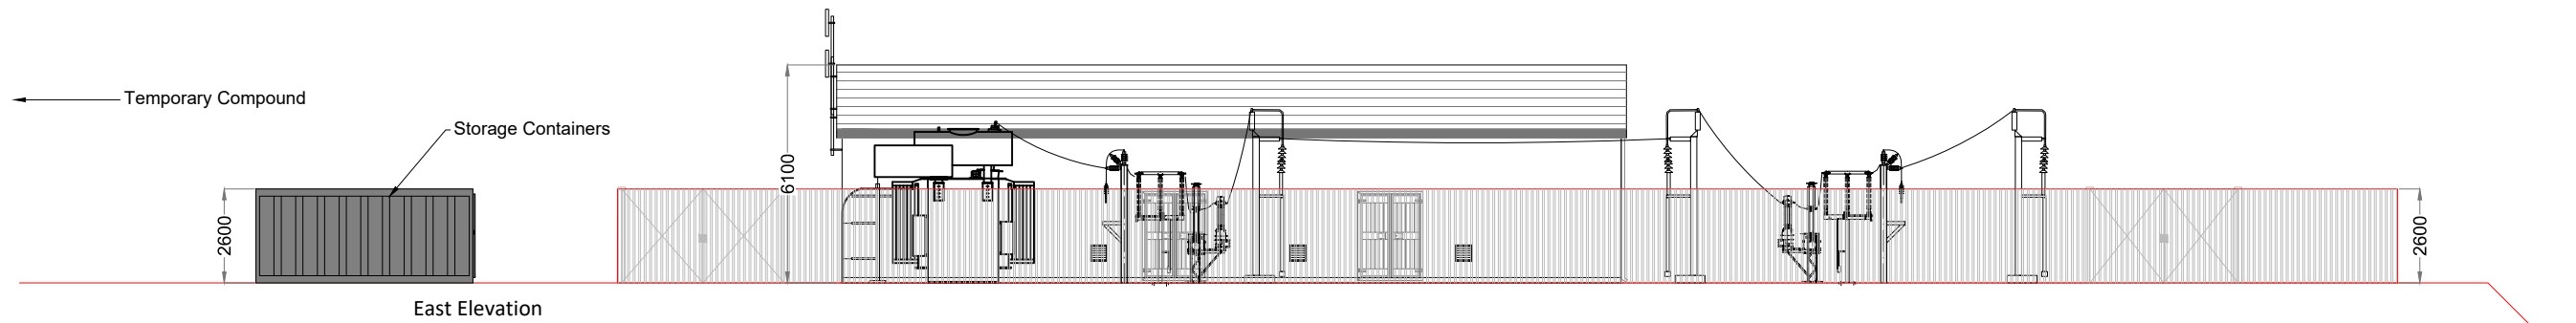 Temporary Compound
Storage Containers
6100
2600
2600
East Elevation